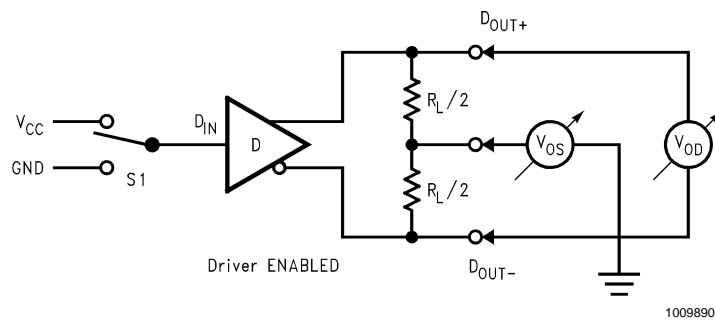 DOUT+
VCC
DIN
RL/2
D
VOS
VOD
GND
S1
RL/2
Driver ENABLED
DOUT-
1009890